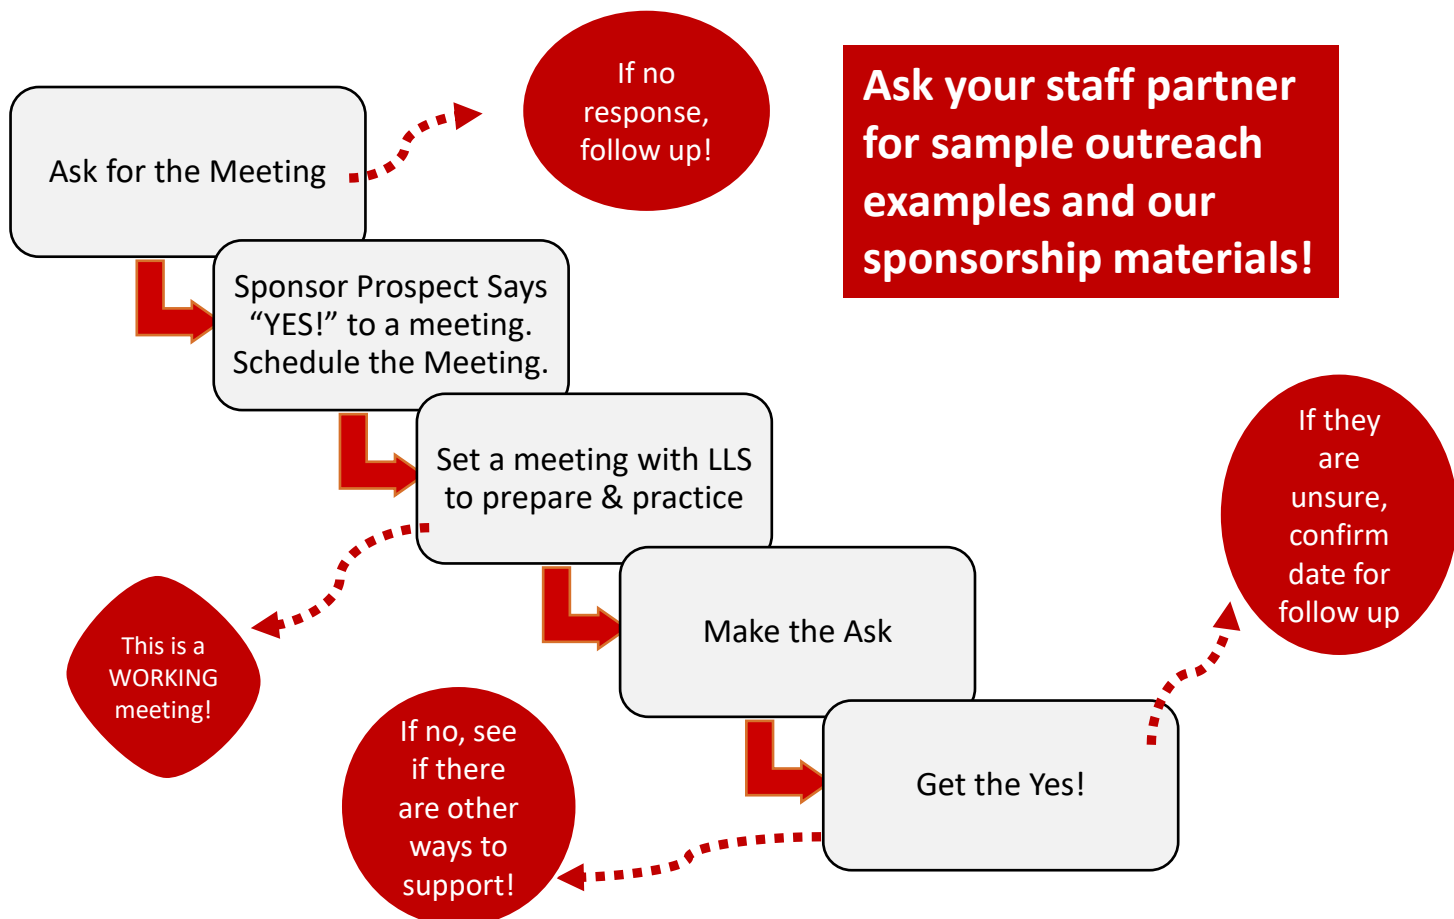 If no
response,
follow up!
Ask your staff partner
for sample outreach
examples and our
sponsorship materials!
Ask for the Meeting
Sponsor Prospect Says
“YES!” to a meeting.
Schedule the Meeting.
Set a meeting with LLS
to prepare & practice
If they
are
unsure,
confirm
date for
follow up
This is a
WORKING
meeting!
Make the Ask
If no, see
if there
are other
ways to
support!
Get the Yes!